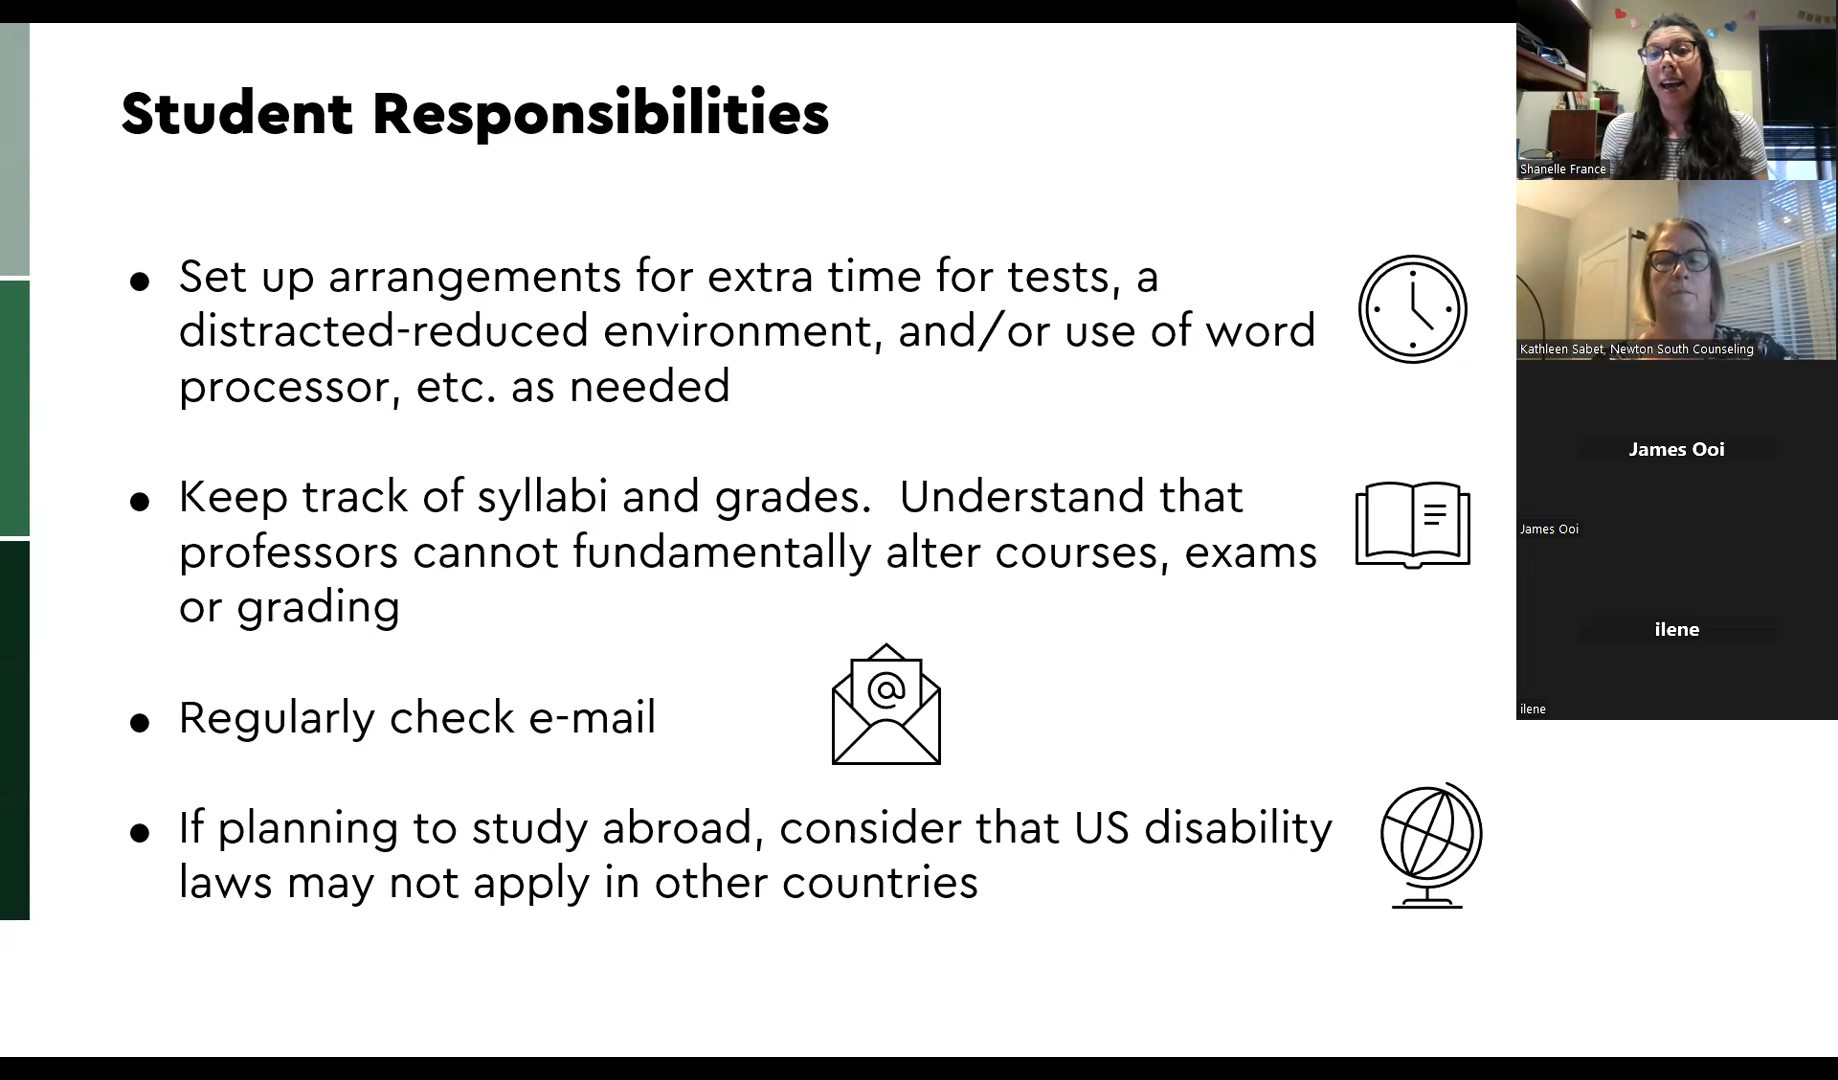 Student Responsibilities
● Set up arrangements for extra time for tests, a
distracted-reduced environment, and/or use of word
processor, etc. as needed
● Keep track of syllabi and grades.  Understand that
professors cannot fundamentally alter courses, exams
or grading
● Regularly check e-mail
@
● If planning to study abroad, consider that US disability
laws may not apply in other countries
Shanelle France
Kathleen Sabet, Newton South Counseling
James Ooi
James Ooi
ilene
ilene